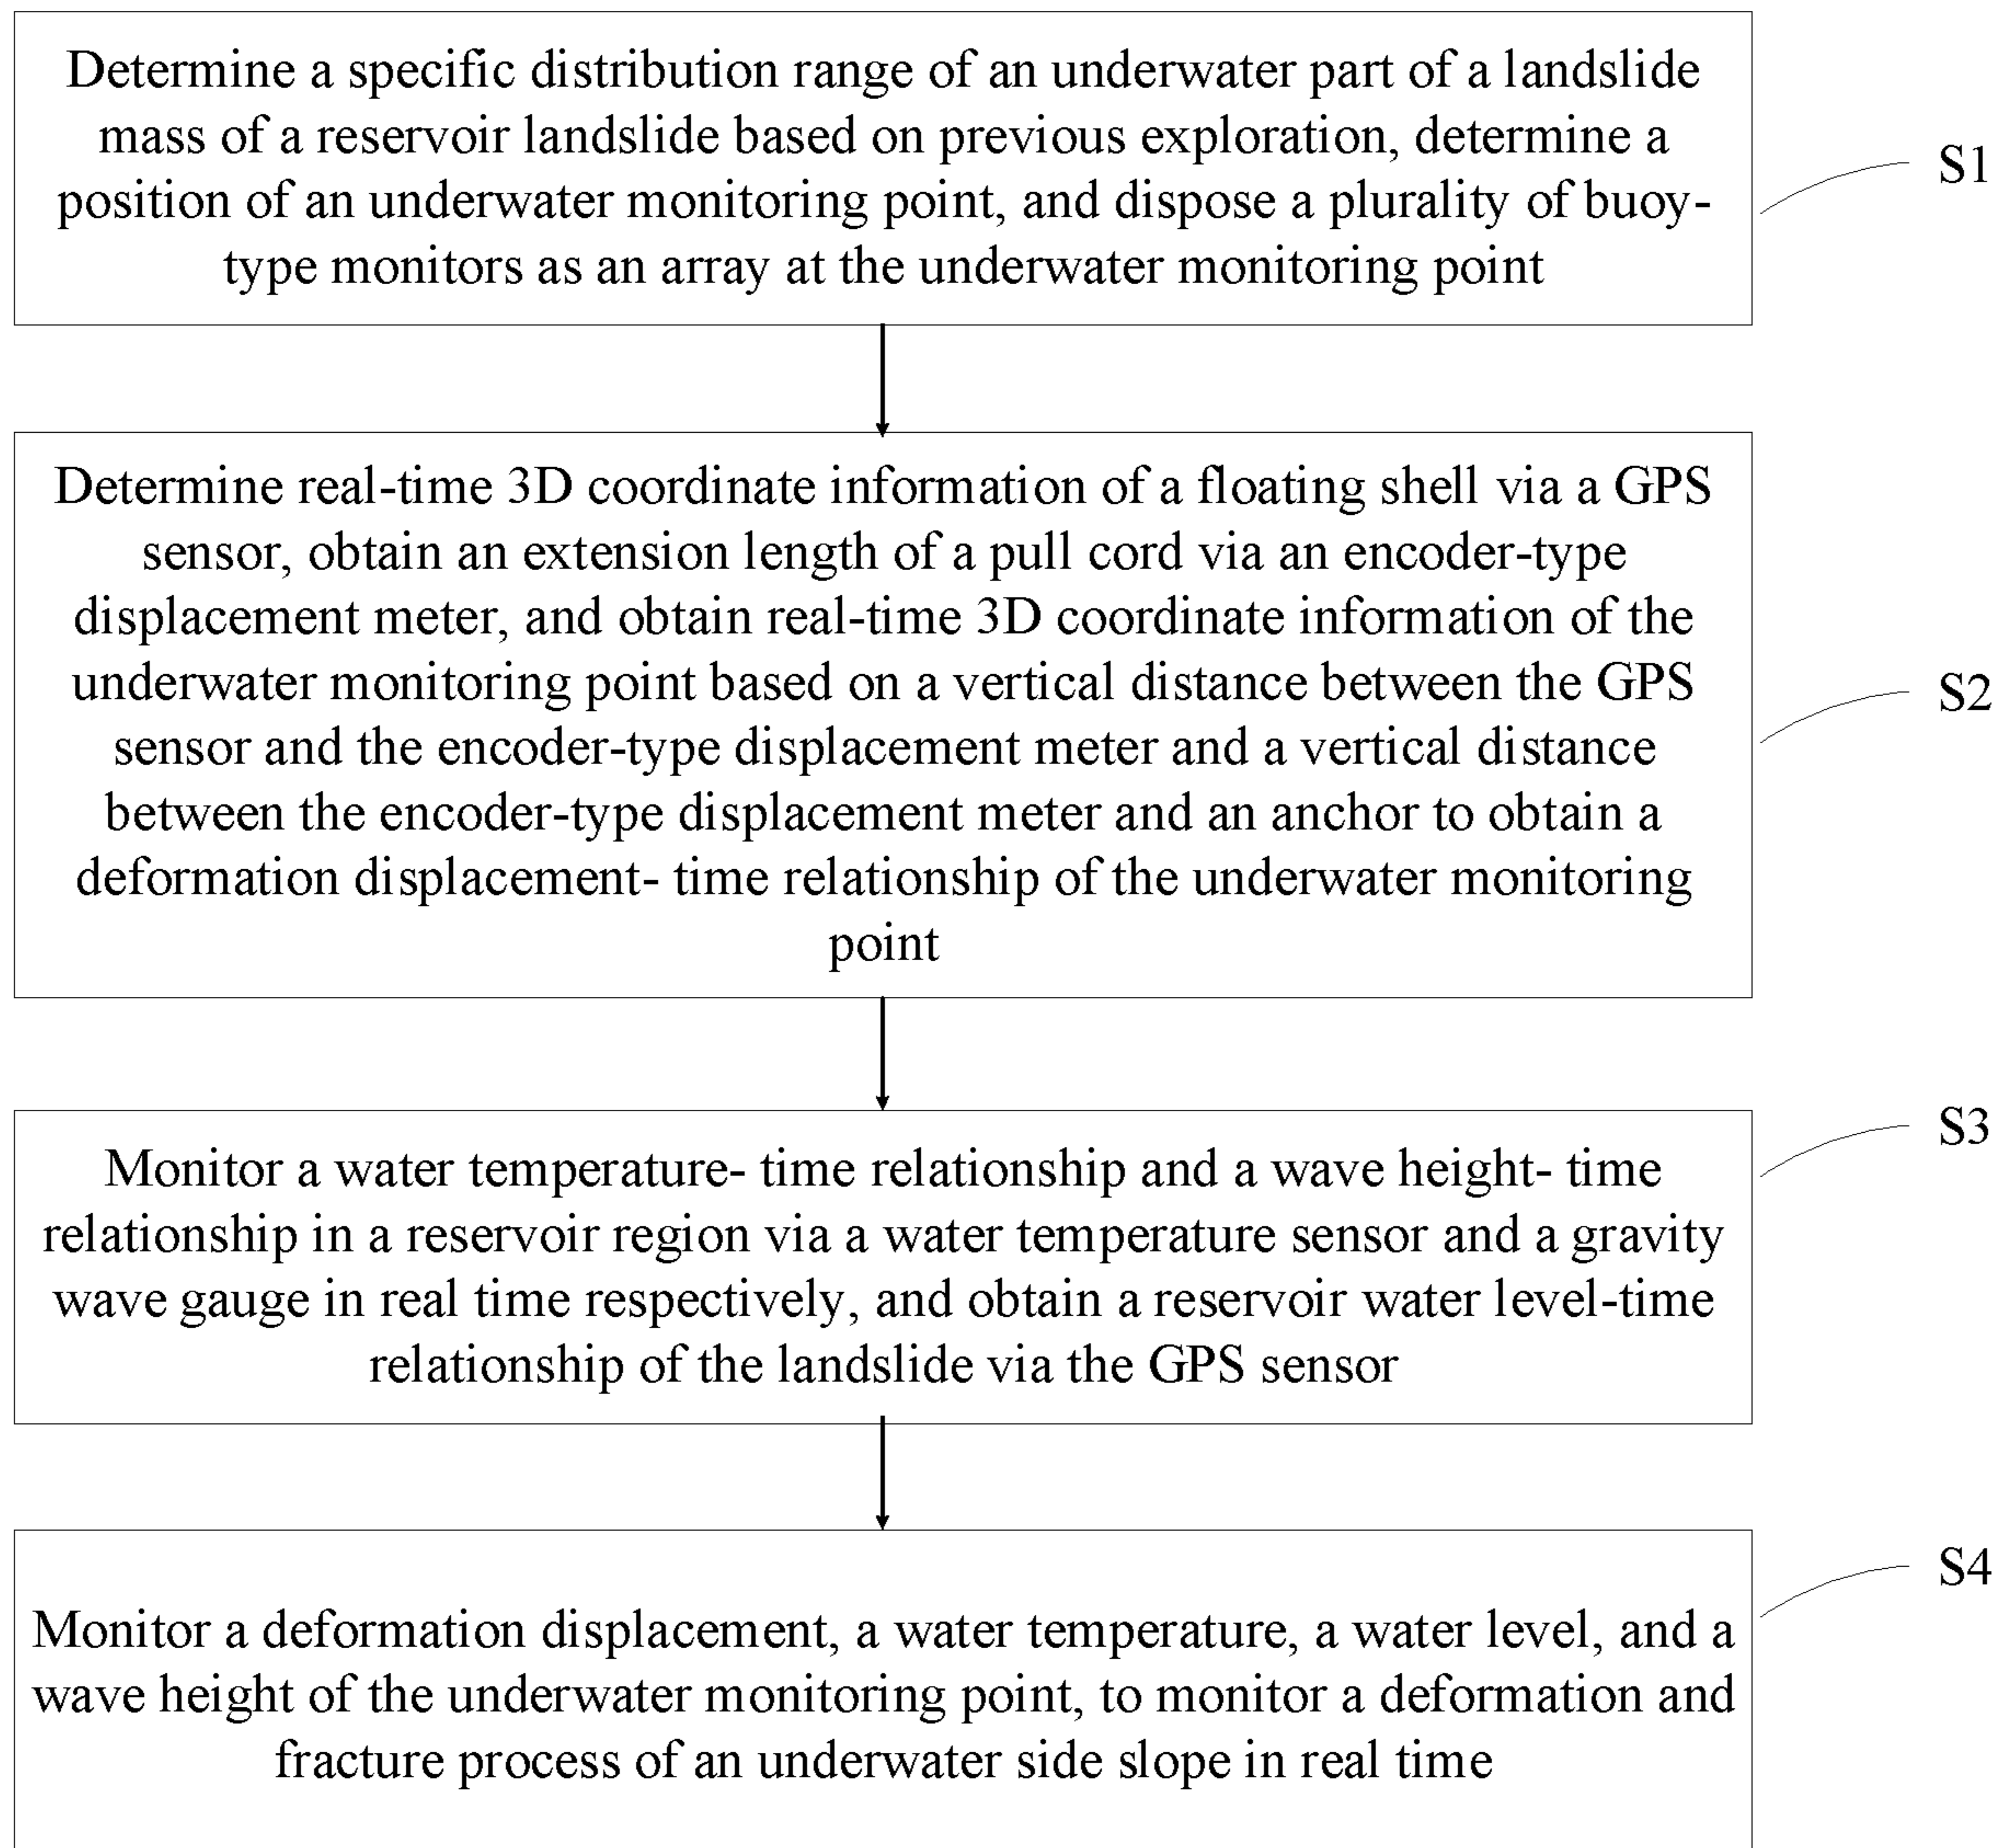 Determine a specific distribution range of an underwater part of a landslide
mass of a reservoir landslide based on previous exploration, determine a
position of an underwater monitoring point, and dispose a plurality of buoy-
type monitors as an array at the underwater monitoring point
S1
Determine real-time 3D coordinate information of a floating shell via a GPS
sensor, obtain an extension length of a pull cord via an encoder-type
displacement meter, and obtain real-time 3D coordinate information of the
underwater monitoring point based on a vertical distance between the GPS
sensor and the encoder-type displacement meter and a vertical distance
between the encoder-type displacement meter and an anchor to obtain a
deformation displacement- time relationship of the underwater monitoring
point
S2
Monitor a water temperature- time relationship and a wave height- time
relationship in a reservoir region via a water temperature sensor and a gravity
wave gauge in real time respectively, and obtain a reservoir water level-time
relationship of the landslide via the GPS sensor
S3
Monitor a deformation displacement, a water temperature, a water level, and a
wave height of the underwater monitoring point, to monitor a deformation and
fracture process of an underwater side slope in real time
S4